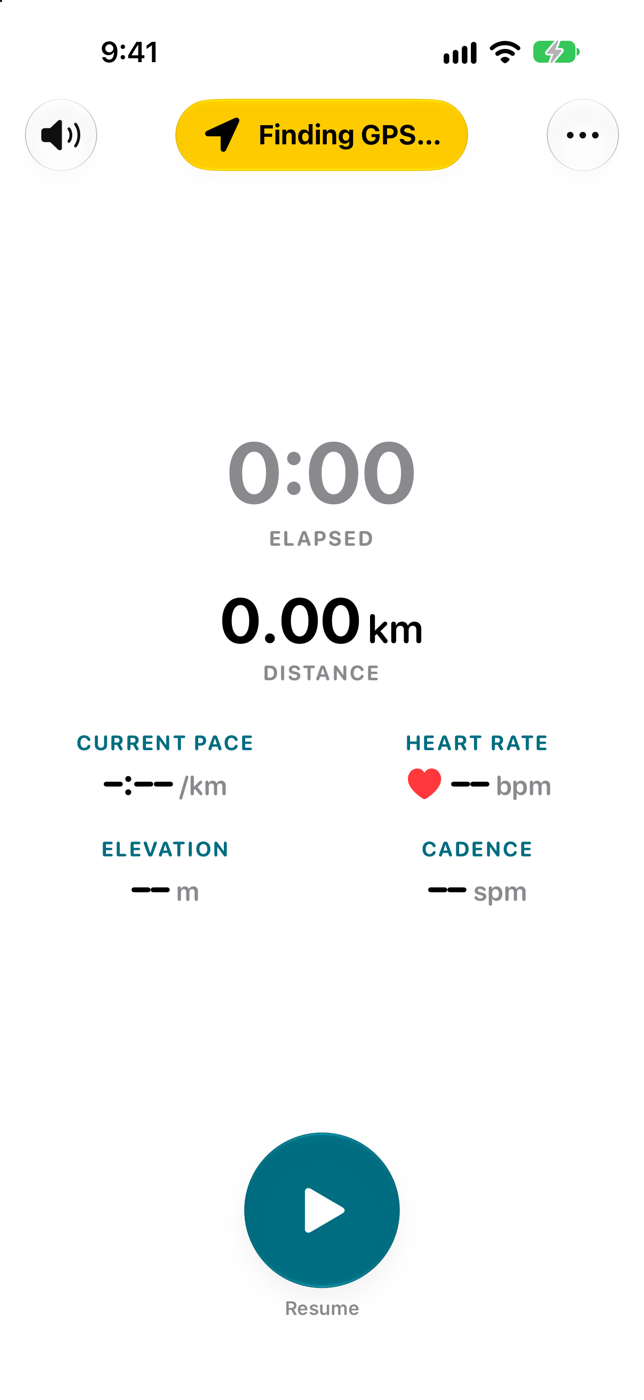 9:41
Finding GPS...
0:00
ELAPSED
0.00 km
DISTANCE
CURRENT PACE
–:–– /km
HEART RATE
–– bpm
ELEVATION
–– m
CADENCE
–– spm
Resume